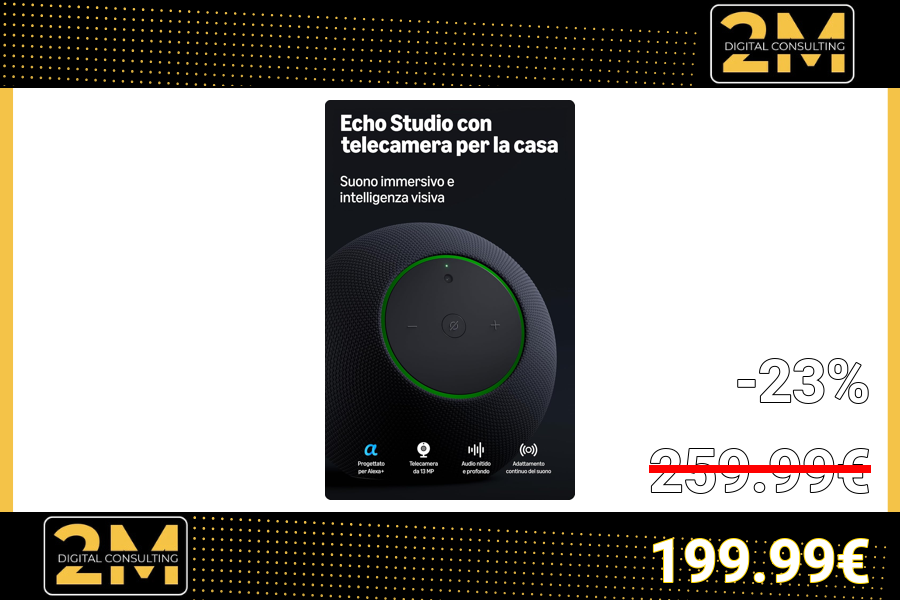 2M
DIGITAL CONSULTING
Echo Studio con
telecamera per la casa
Suono immersivo e
intelligenza visiva
Progettato
per Alexa+
Telecamera
da 13 MP
Audio nitido
e profondo
Adattamento
continuo del suono
-23%
259.99€
2M
DIGITAL CONSULTING
199.99€